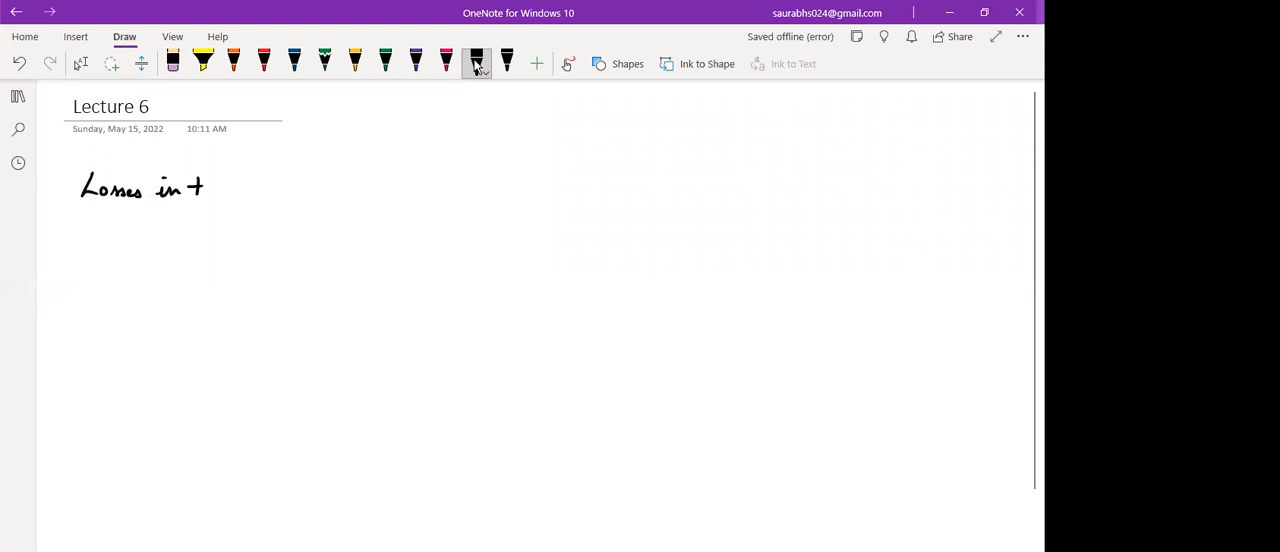 OneNote for Windows 10
saurabhs024@gmail.com
Home Insert Draw View Help
Saved offline (error)
Share
Shapes
Ink to Shape
Ink to Text
Lecture 6
Sunday, May 15, 2022 10:11 AM
Losses in t